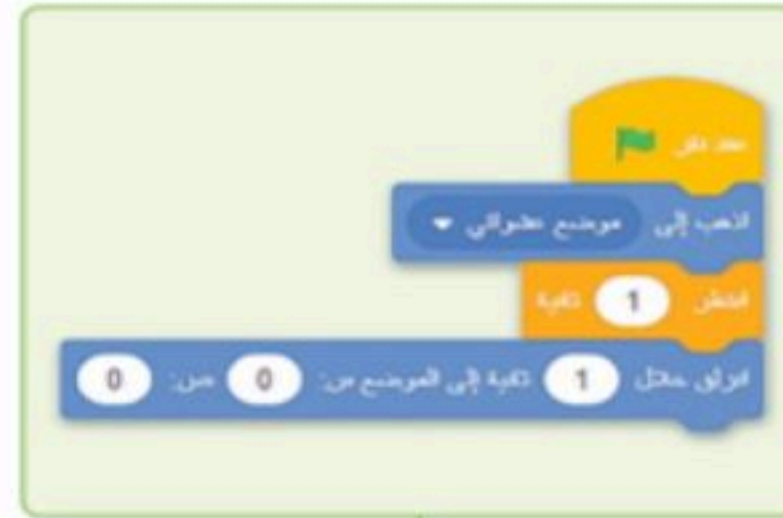 عند نقر
اذهب إلى موضع عشوائي
انتظر 1 ثانية
انزلق خلال 1 ثانية إلى الموضع س: 0 ص: 0